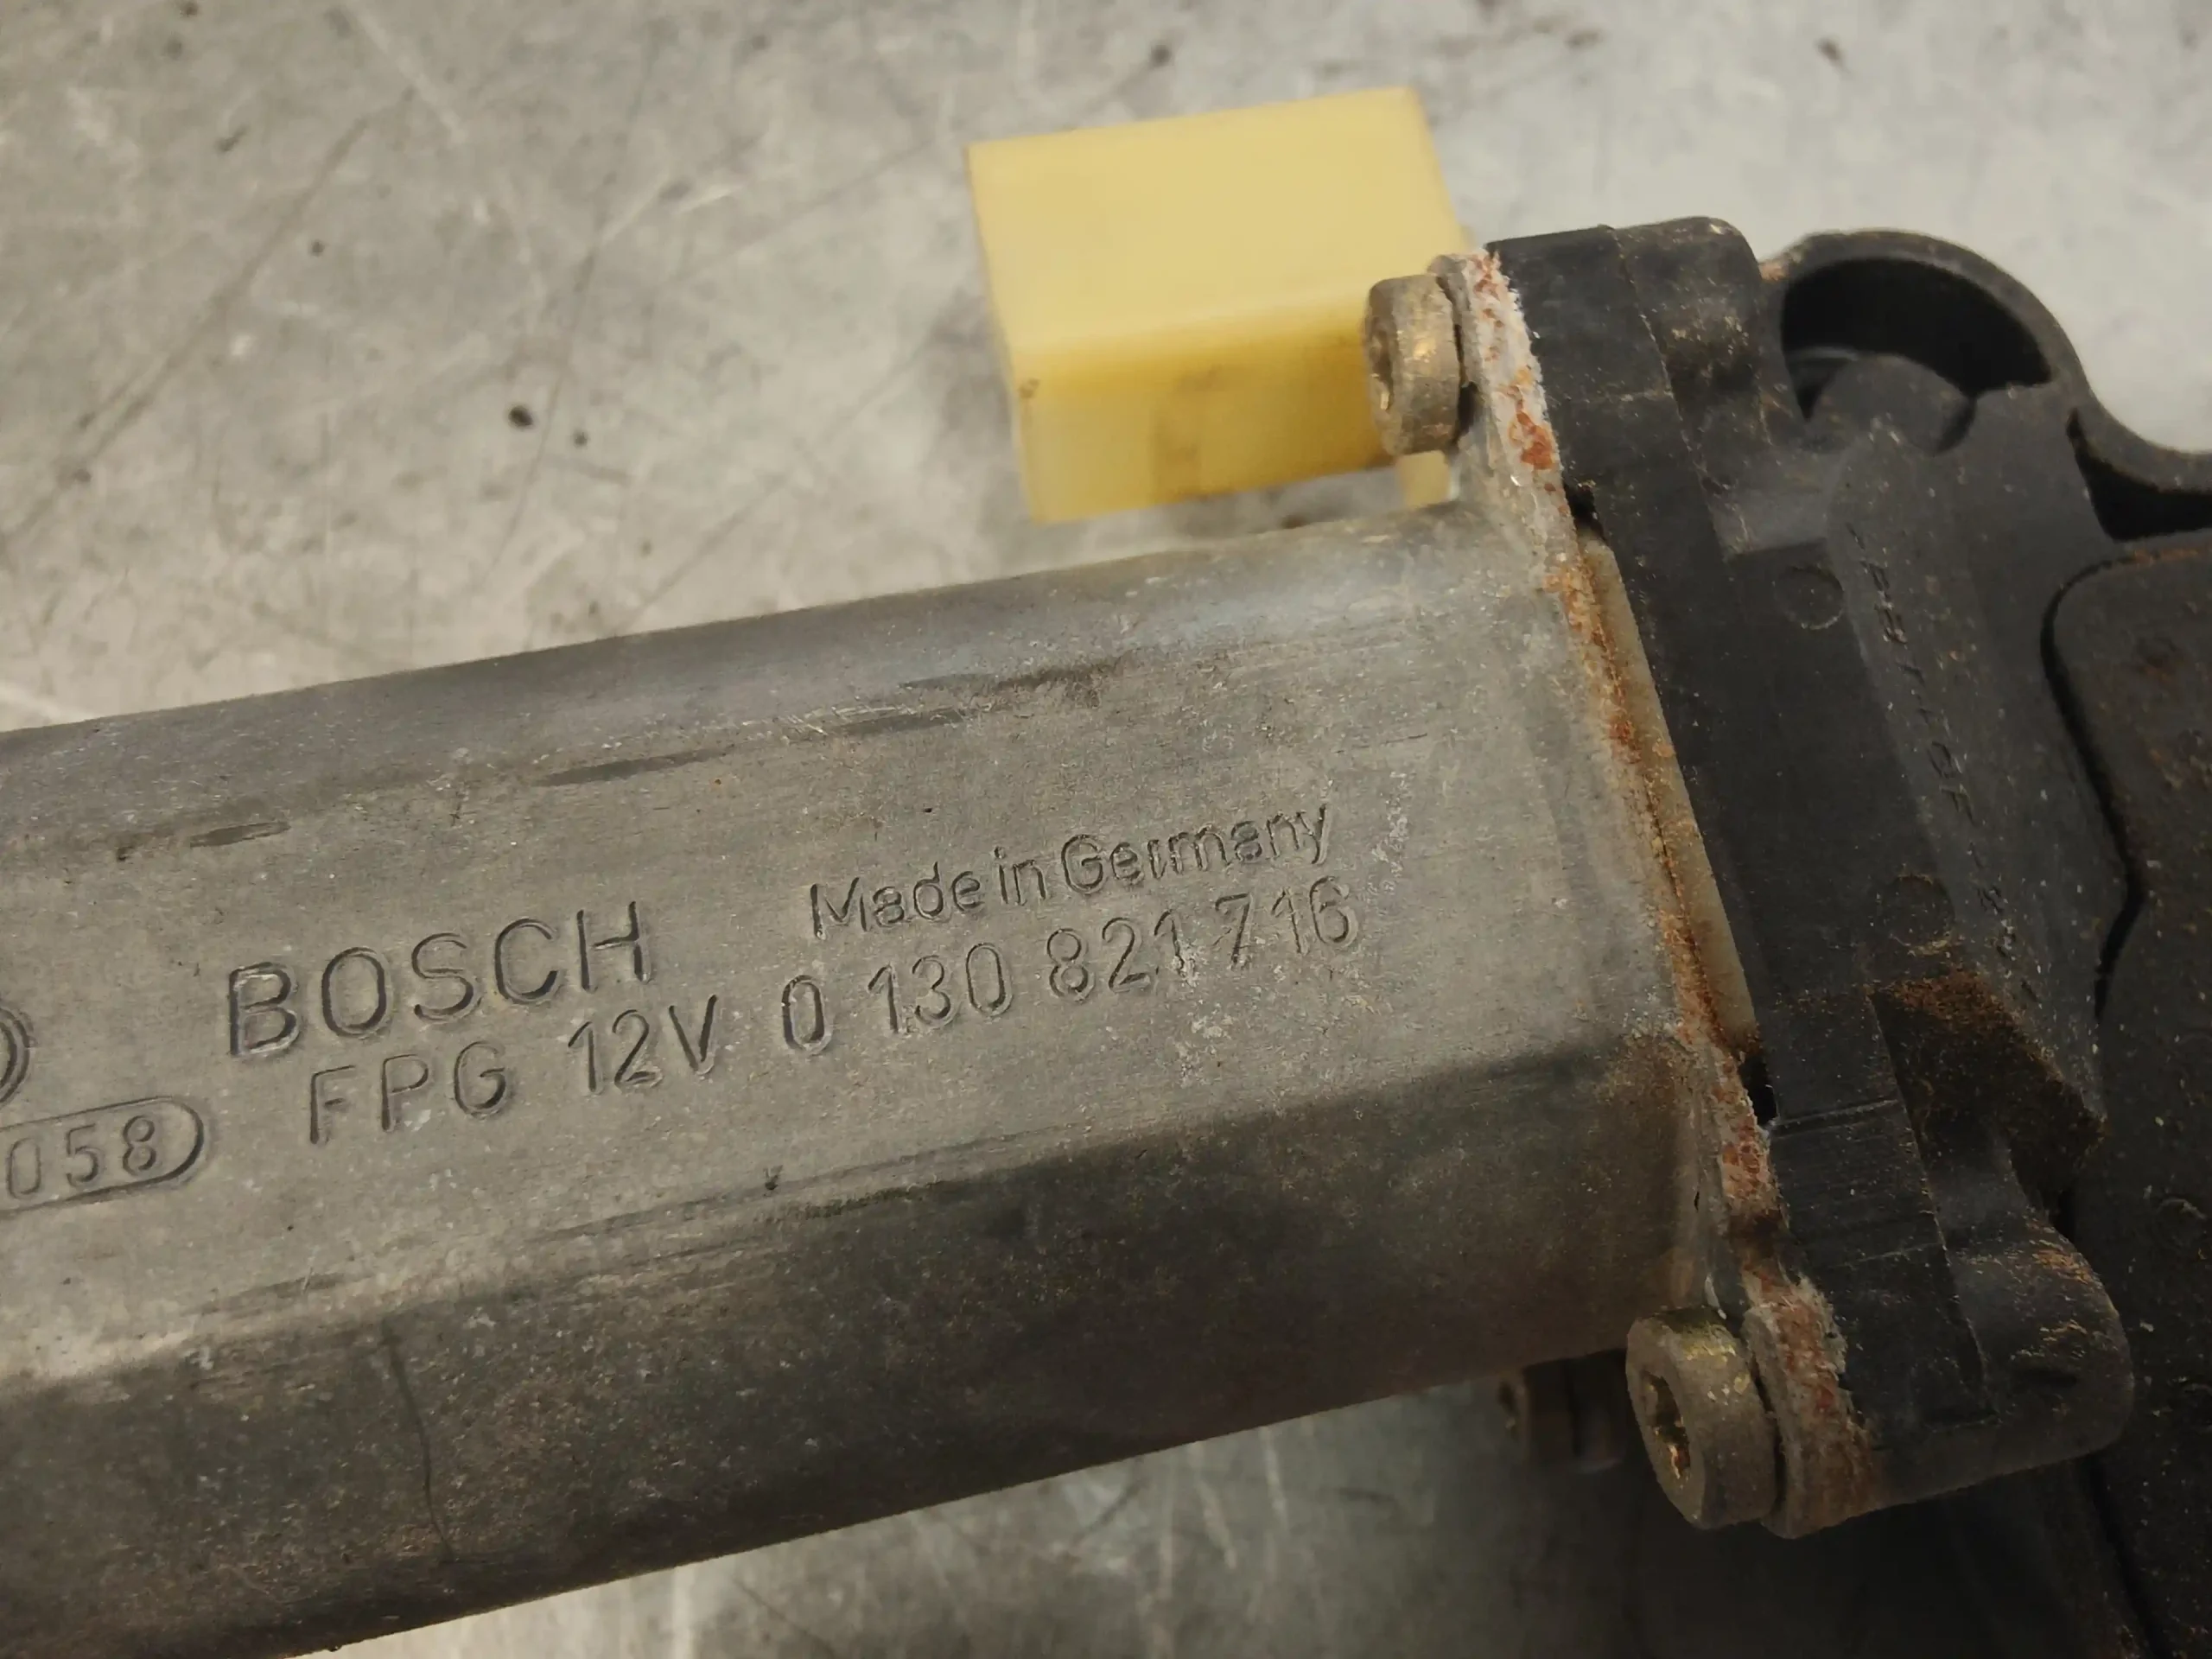 BOSCH
Made in Germany
FPG 12V 0 130 821 716
058